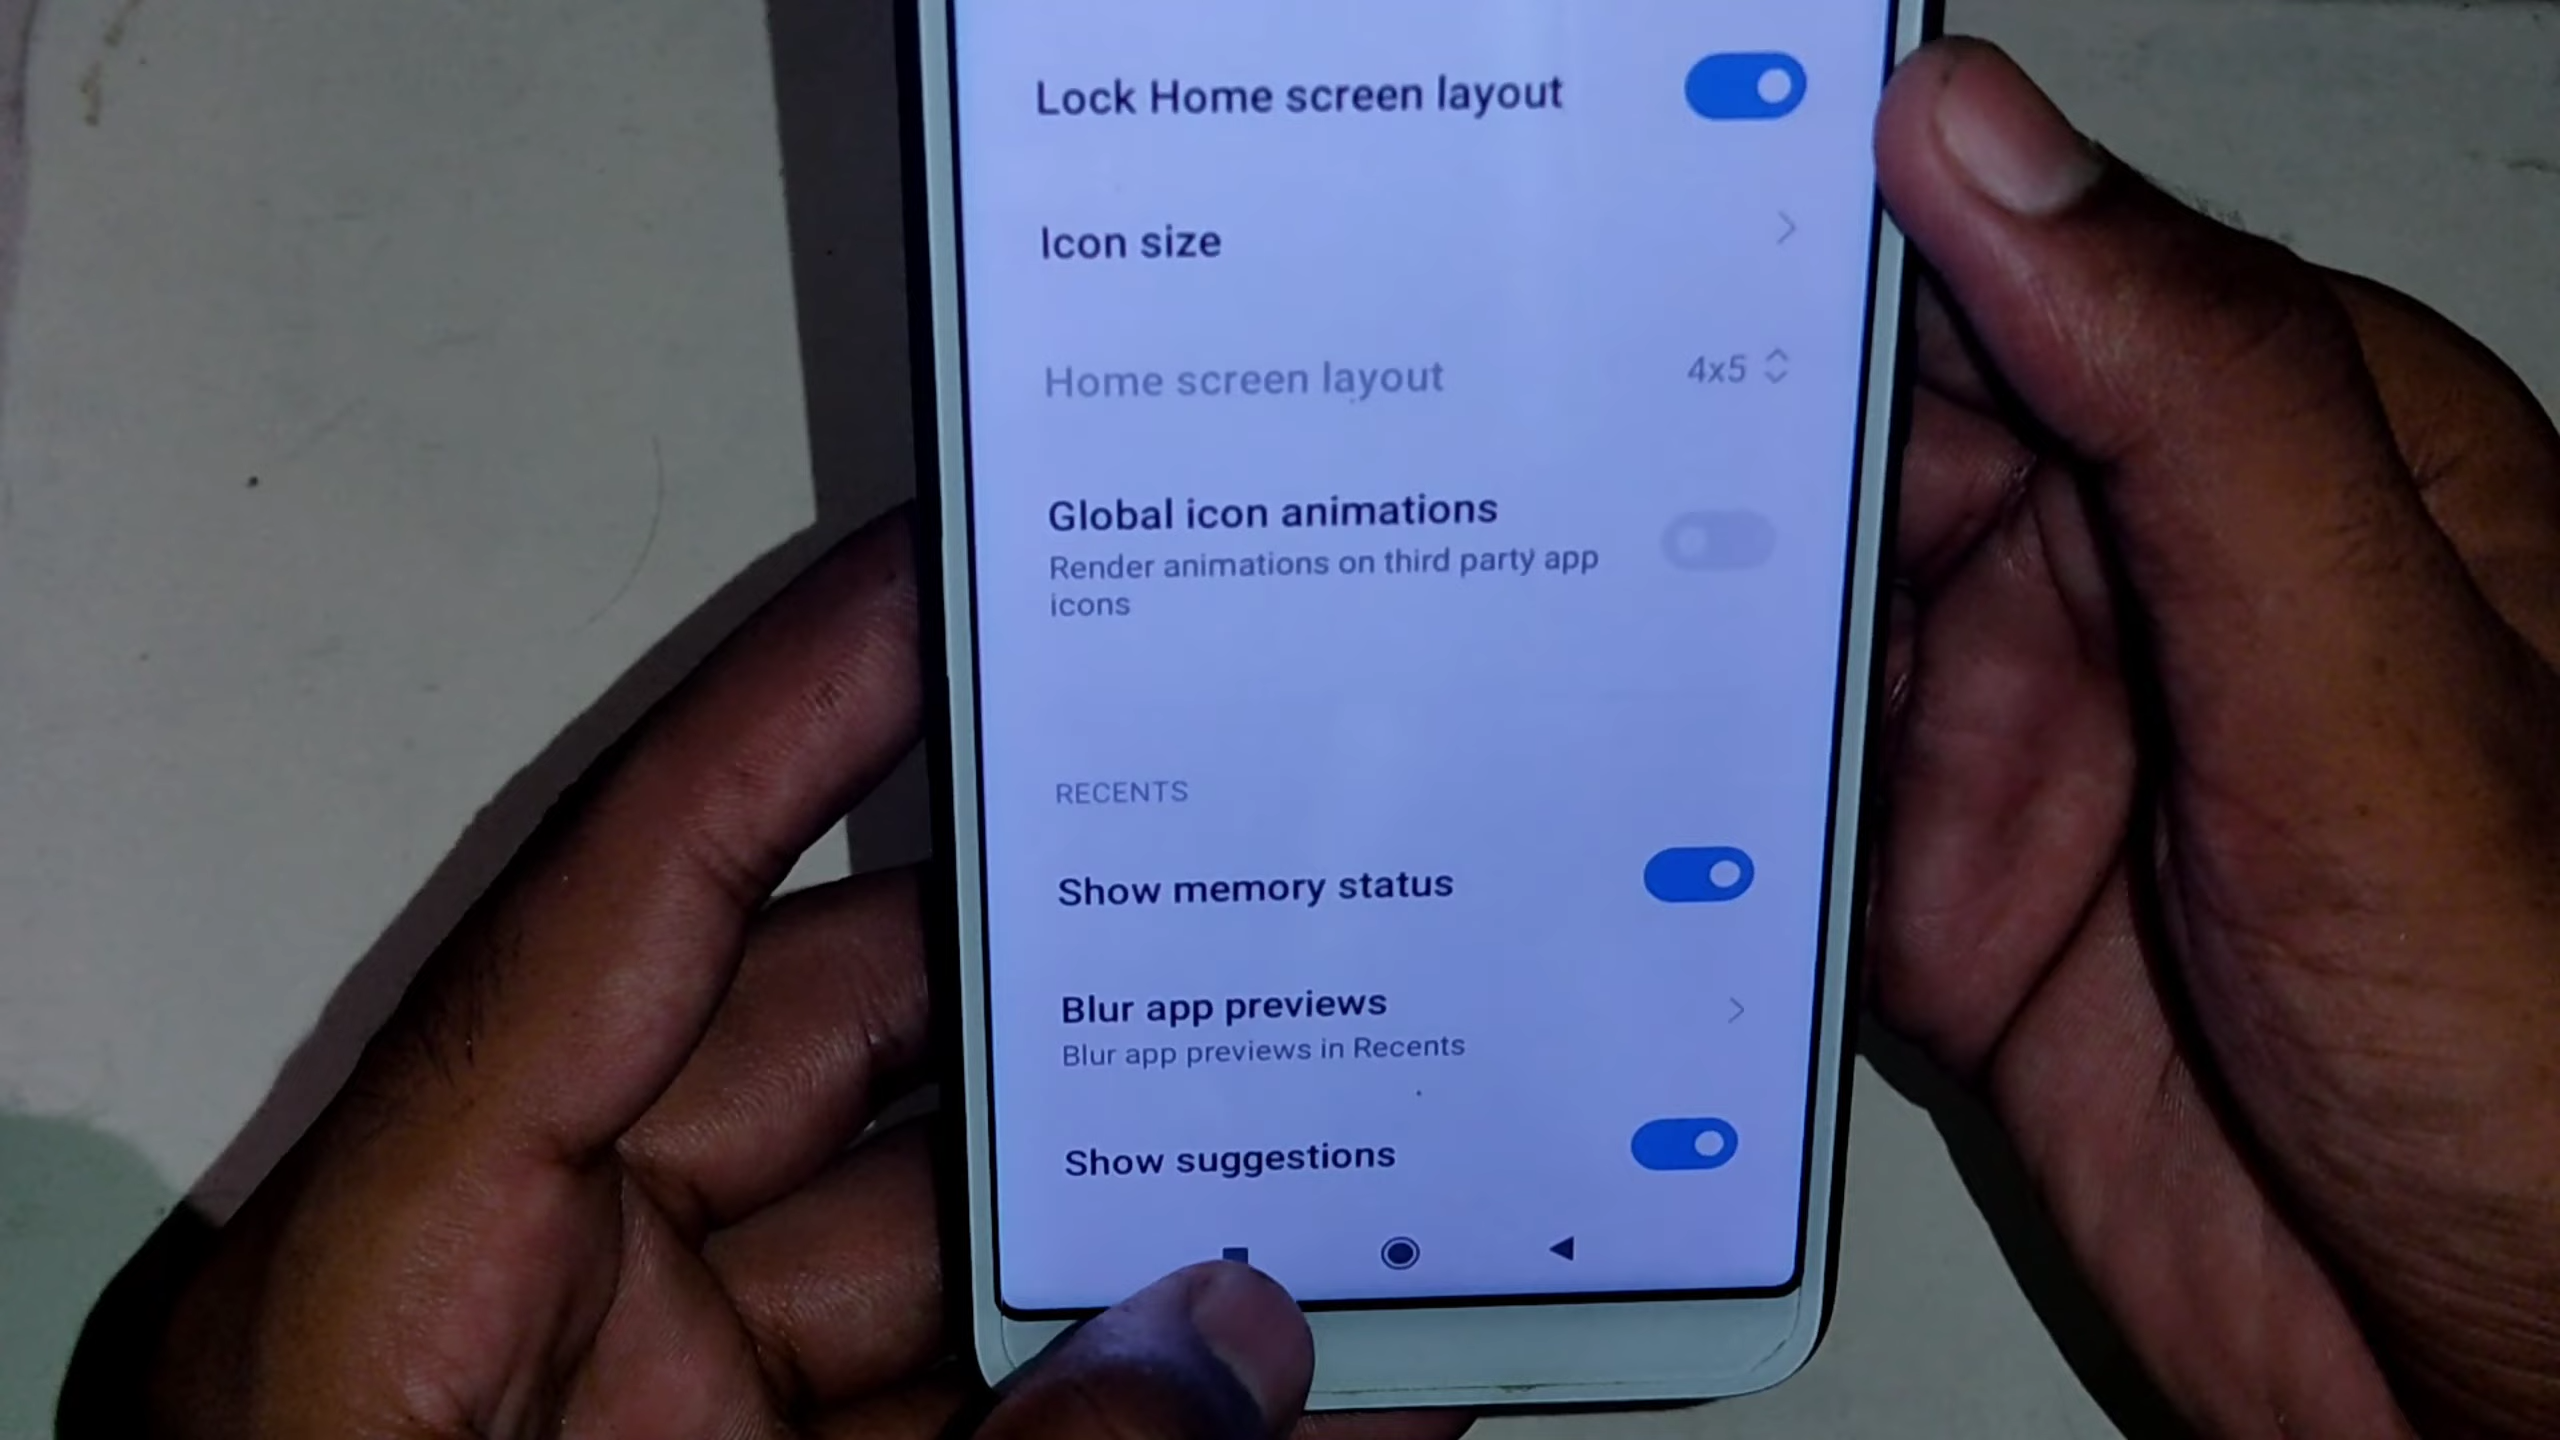 Lock Home screen layout
Icon size
Home screen layout 4x5
Global icon animations
Render animations on third party app
icons
RECENTS
Show memory status
Blur app previews
Blur app previews in Recents
Show suggestions